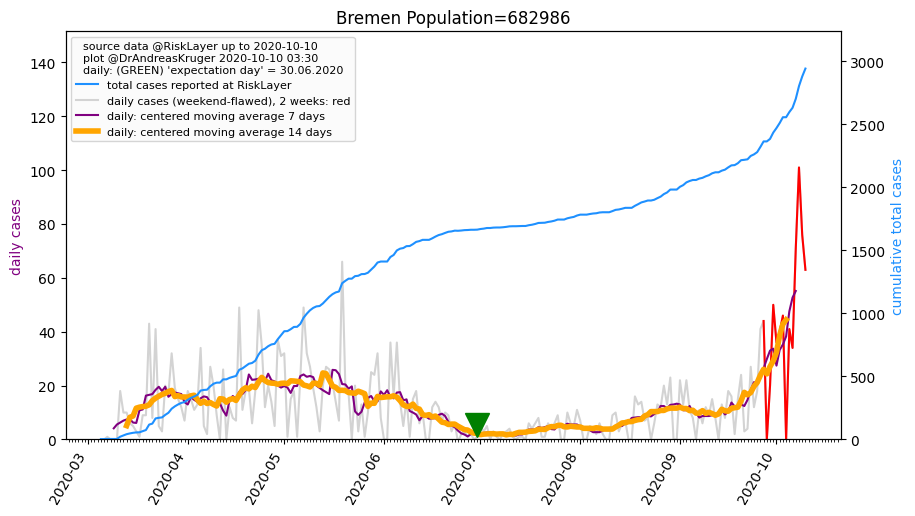 Bremen Population=682986
source data @RiskLayer up to 2020-10-10
plot @DrAndreasKruger 2020-10-10 03:30
daily: (GREEN) 'expectation day' = 30.06.2020
total cases reported at RiskLayer
daily cases (weekend-flawed), 2 weeks: red
daily: centered moving average 7 days
daily: centered moving average 14 days
daily cases
140
120
100
80
60
40
20
0
3000
2500
2000
1500
1000
500
0
cumulative total cases
2020-03
2020-04
2020-05
2020-06
2020-07
2020-08
2020-09
2020-10